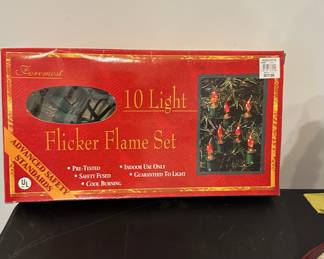 Foremost
10 Light
Flicker Flame Set
• Pre-Tested
• Safety Fused
• Cool Burning
• Indoor Use Only
• Guaranteed To Light
ADVANCED SAFETY
STANDARDS
UL